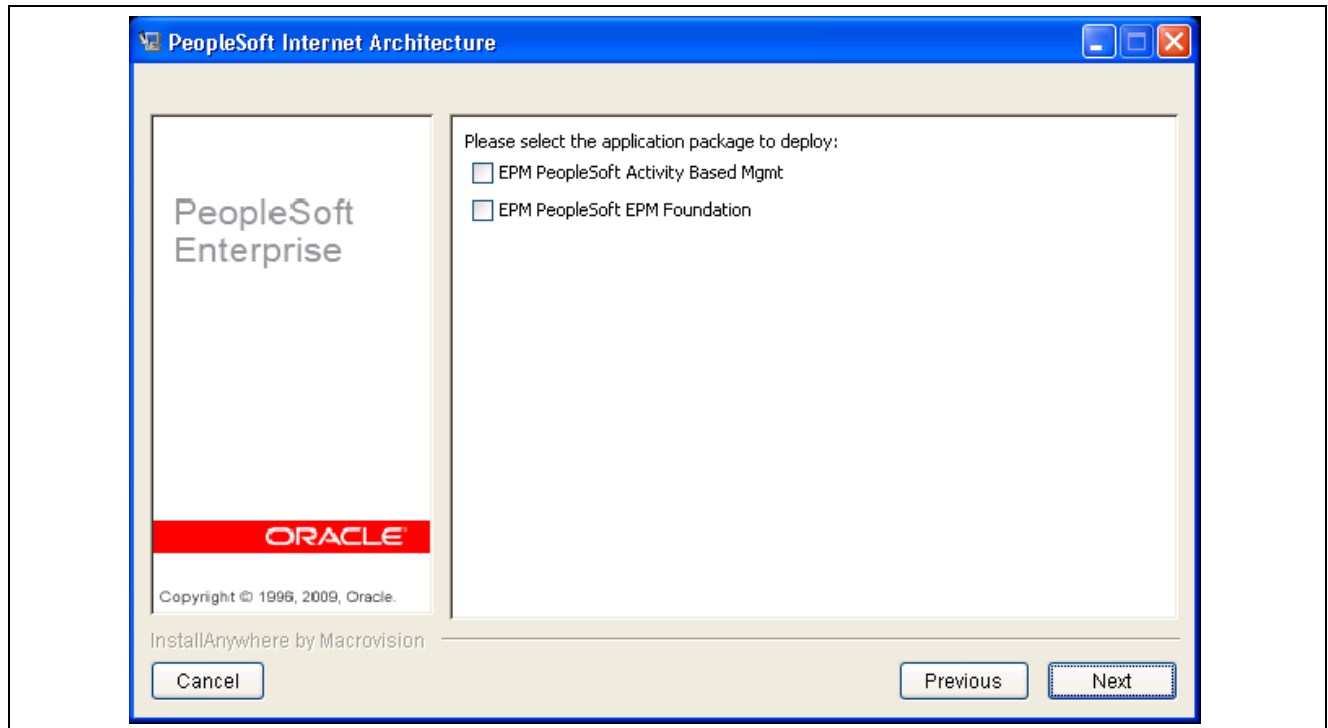 PeopleSoft Internet Architecture
Please select the application package to deploy:
EPM PeopleSoft Activity Based Mgmt
EPM PeopleSoft EPM Foundation
PeopleSoft
Enterprise
ORACLE
Copyright © 1996, 2009, Oracle.
InstallAnywhere by Macrovision
Cancel
Previous
Next